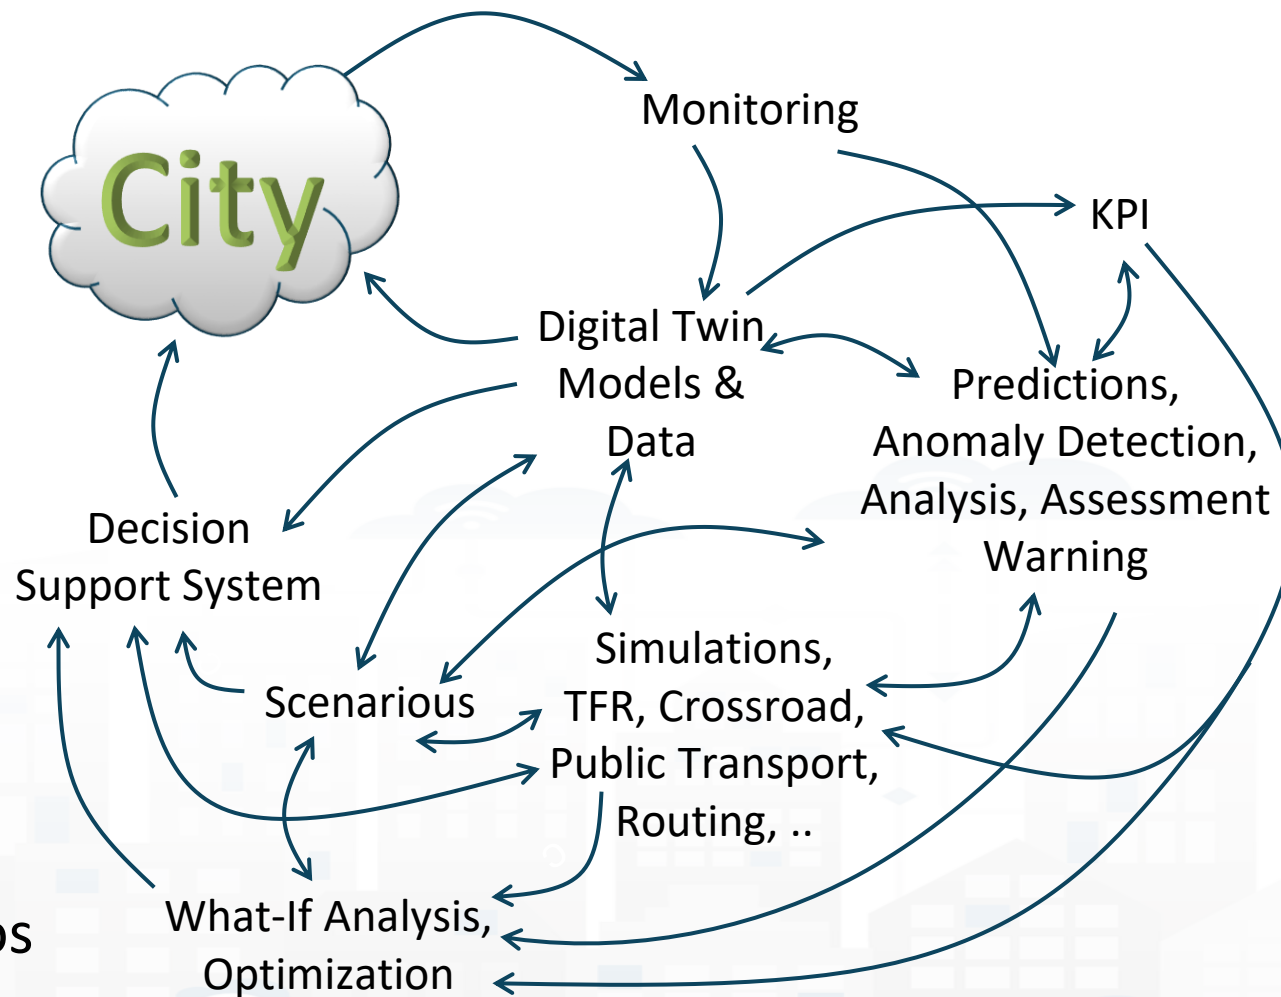 City
Monitoring
KPI
Digital Twin
Models &
Data
Predictions,
Anomaly Detection,
Analysis, Assessment
Warning
Decision
Support System
Scenarious
Simulations,
TFR, Crossroad,
Public Transport,
Routing, ..
What-If Analysis,
Optimization